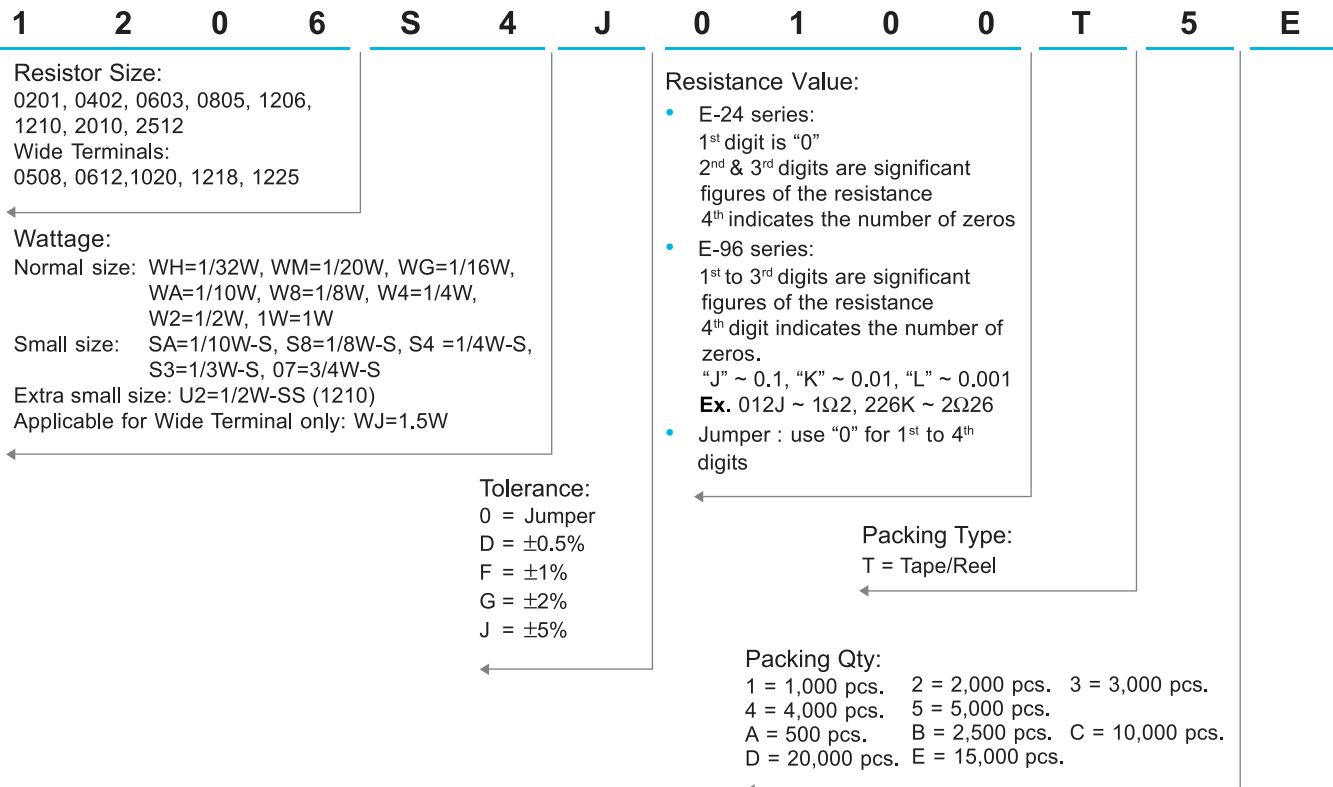 1 2 0 6 S 4 J 0 1 0 0 T 5 E
Resistor Size:
0201, 0402, 0603, 0805, 1206,
1210, 2010, 2512
Wide Terminals:
0508, 0612,1020, 1218, 1225
Wattage:
Normal size: WH=1/32W, WM=1/20W, WG=1/16W,
WA=1/10W, W8=1/8W, W4=1/4W,
W2=1/2W, 1W=1W
Small size: SA=1/10W-S, S8=1/8W-S, S4 =1/4W-S,
S3=1/3W-S, 07=3/4W-S
Extra small size: U2=1/2W-SS (1210)
Applicable for Wide Terminal only: WJ=1.5W
Tolerance:
0 = Jumper
D = ±0.5%
F = ±1%
G = ±2%
J = ±5%
Resistance Value:
• E-24 series:
1st digit is “0”
2nd & 3rd digits are significant
figures of the resistance
4th indicates the number of zeros
• E-96 series:
1st to 3rd digits are significant
figures of the resistance
4th digit indicates the number of
zeros.
“J” ~ 0.1, “K” ~ 0.01, “L” ~ 0.001
Ex. 012J ~ 1Ω2, 226K ~ 2Ω26
• Jumper : use “0” for 1st to 4th
digits
Packing Type:
T = Tape/Reel
Packing Qty:
1 = 1,000 pcs. 2 = 2,000 pcs. 3 = 3,000 pcs.
4 = 4,000 pcs. 5 = 5,000 pcs.
A = 500 pcs. B = 2,500 pcs. C = 10,000 pcs.
D = 20,000 pcs. E = 15,000 pcs.